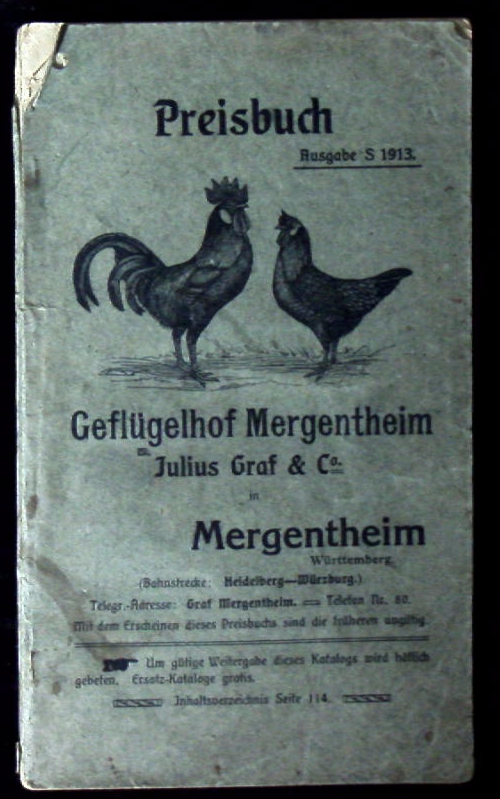 Preisbuch
Ausgabe S 1913.
Geflügelhof Mergentheim
Julius Graf & Co.
in
Mergentheim
Württemberg.
(Bahnstrecke: Heidelberg—Würzburg.)
Telegr.-Adresse: Graf Mergentheim. — Telefon Nr. 60.
Mit dem Erscheinen dieses Preisbuchs sind die früheren ungiltig.
Um gütige Weitergabe dieses Katalogs wird höflich
gebeten. Ersatz-Kataloge gratis.
Inhaltsverzeichnis Seite 114.